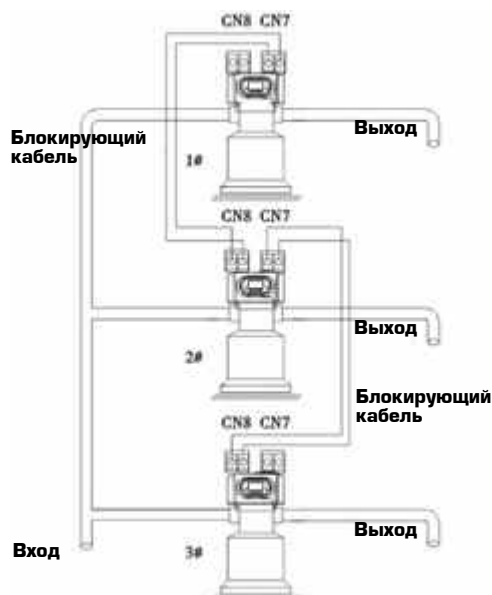 CN8 CN7
Блокирующий
кабель
Выход
1#
CN8 CN7
Выход
2#
Блокирующий
кабель
CN8 CN7
Выход
Вход
3#